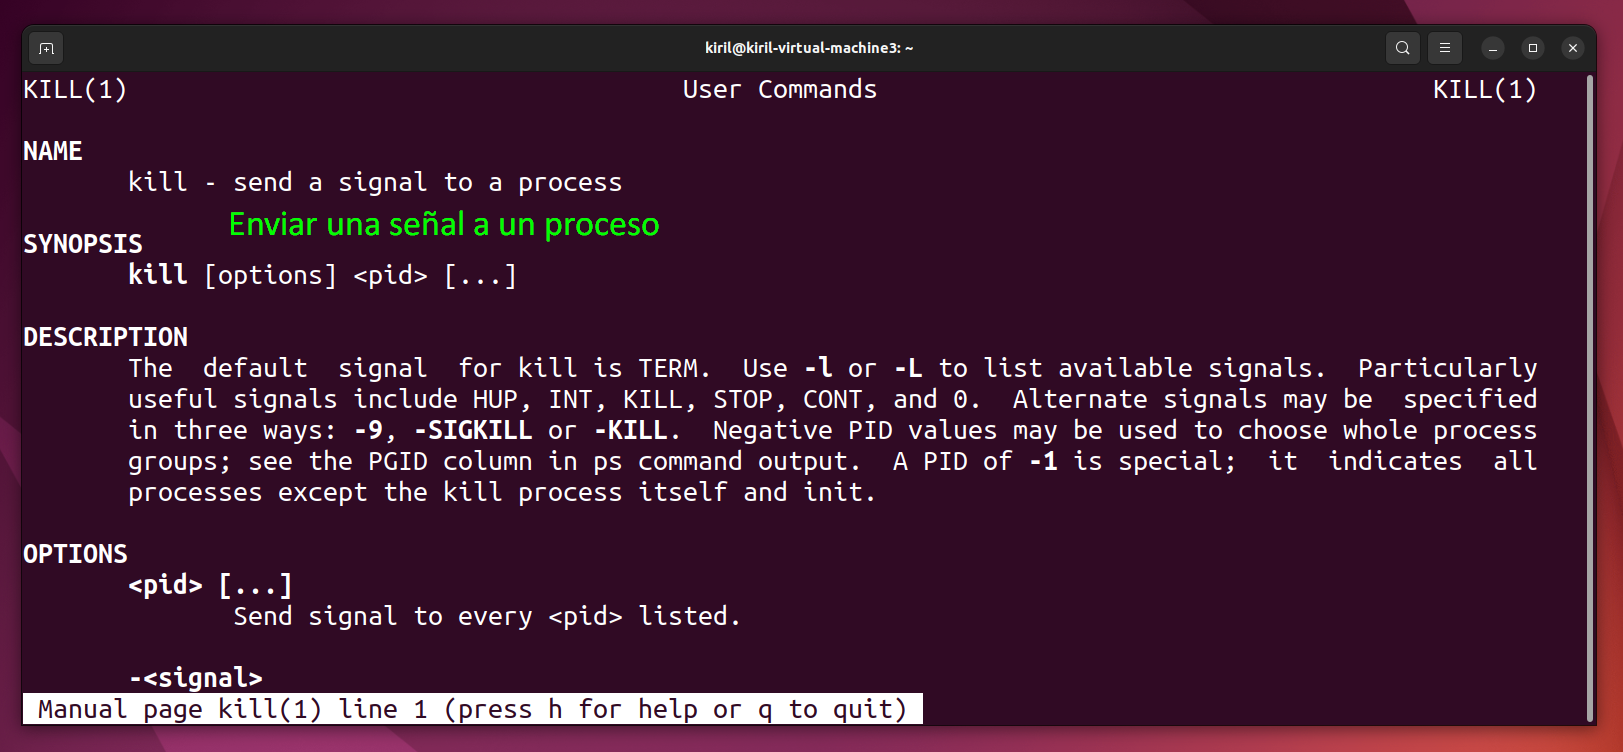 kiril@kiril-virtual-machine3: ~
KILL(1) User Commands KILL(1)
NAME
kill - send a signal to a process
Enviar una señal a un proceso
SYNOPSIS
kill [options] <pid> [...]
DESCRIPTION
The default signal for kill is TERM. Use -l or -L to list available signals. Particularly
useful signals include HUP, INT, KILL, STOP, CONT, and 0. Alternate signals may be specified
in three ways: -9, -SIGKILL or -KILL. Negative PID values may be used to choose whole process
groups; see the PGID column in ps command output. A PID of -1 is special; it indicates all
processes except the kill process itself and init.
OPTIONS
<pid> [...]
Send signal to every <pid> listed.
-<signal>
Manual page kill(1) line 1 (press h for help or q to quit)